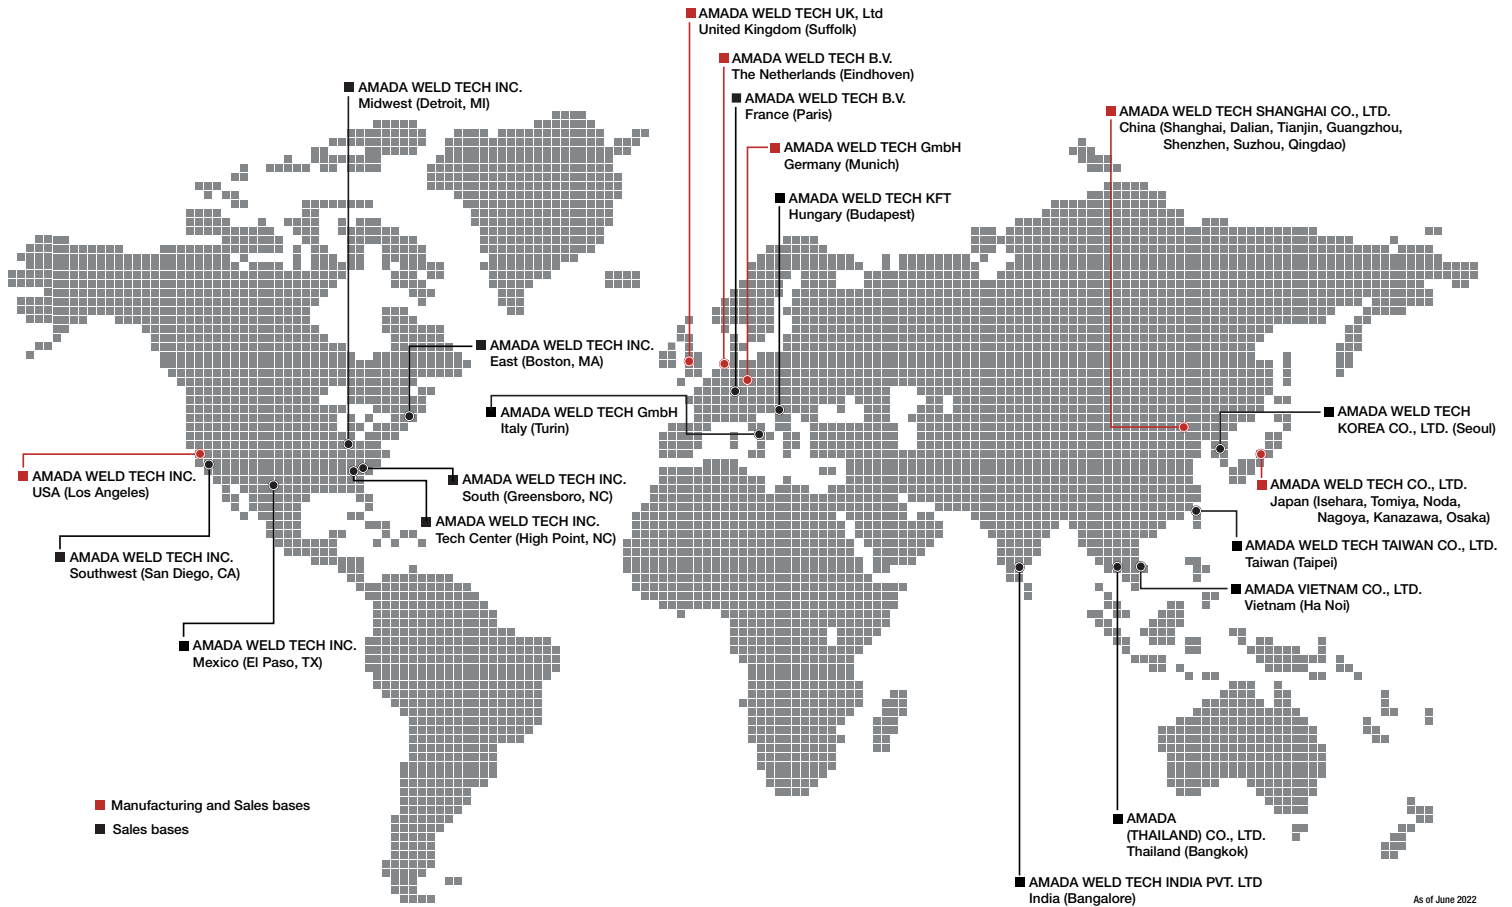 AMADA WELD TECH UK, Ltd
United Kingdom (Suffolk)
AMADA WELD TECH B.V.
The Netherlands (Eindhoven)
AMADA WELD TECH INC.
Midwest (Detroit, MI)
AMADA WELD TECH B.V.
France (Paris)
AMADA WELD TECH SHANGHAI CO., LTD.
China (Shanghai, Dalian, Tianjin, Guangzhou,
Shenzhen, Suzhou, Qingdao)
AMADA WELD TECH GmbH
Germany (Munich)
AMADA WELD TECH KFT
Hungary (Budapest)
AMADA WELD TECH INC.
East (Boston, MA)
AMADA WELD TECH GmbH
Italy (Turin)
AMADA WELD TECH
KOREA CO., LTD. (Seoul)
AMADA WELD TECH INC.
USA (Los Angeles)
AMADA WELD TECH INC.
South (Greensboro, NC)
AMADA WELD TECH CO., LTD.
Japan (Isehara, Tomiya, Noda,
Nagoya, Kanazawa, Osaka)
AMADA WELD TECH INC.
Tech Center (High Point, NC)
AMADA WELD TECH TAIWAN CO., LTD.
Taiwan (Taipei)
AMADA WELD TECH INC.
Southwest (San Diego, CA)
AMADA VIETNAM CO., LTD.
Vietnam (Ha Noi)
AMADA WELD TECH INC.
Mexico (El Paso, TX)
Manufacturing and Sales bases
Sales bases
AMADA
(THAILAND) CO., LTD.
Thailand (Bangkok)
AMADA WELD TECH INDIA PVT. LTD
India (Bangalore)
As of June 2022